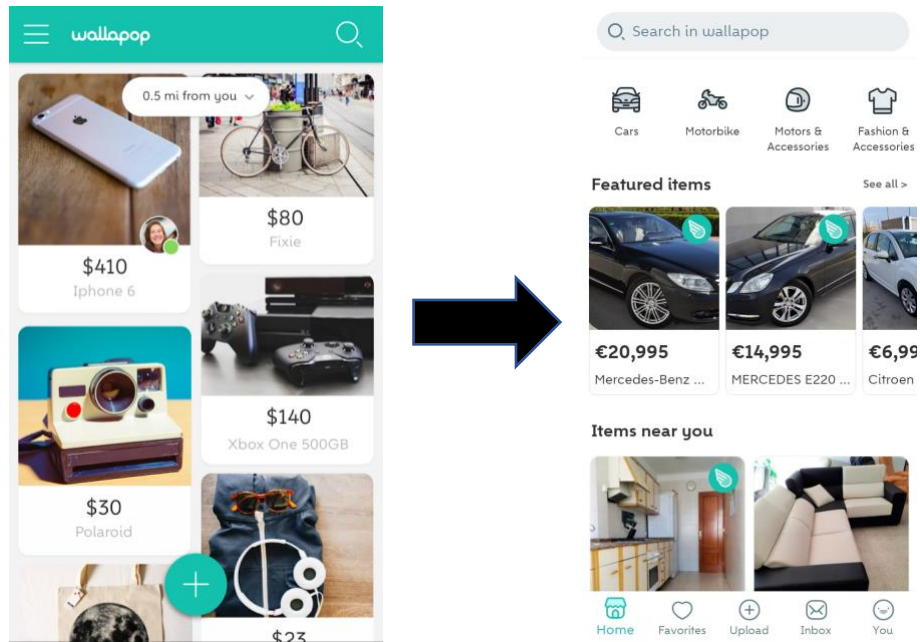 wallapop
0.5 mi from you
$410
Iphone 6
$80
Fixie
$140
Xbox One 500GB
$30
Polaroid
$23
Search in wallapop
Cars
Motorbike
Motors &
Accessories
Fashion &
Accessories
Featured items
See all >
€20,995
Mercedes-Benz ...
€14,995
MERCEDES E220 ...
€6,99
Citroen
Items near you
Home
Favorites
Upload
Inbox
You